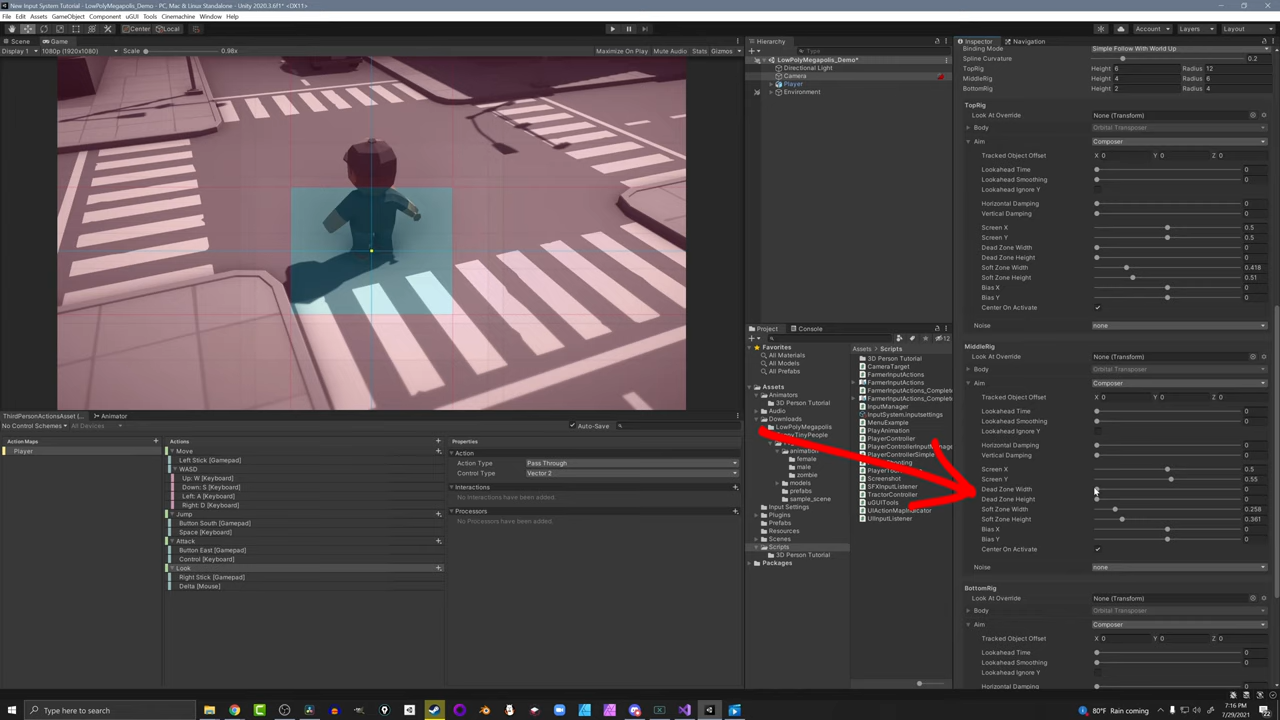 New Input System Tutorial - LowPolyMegapolis_Demo - PC, Mac & Linux Standalone - Unity 2020.3.6f1* <DX11>
File Edit Assets GameObject Component uGUI Tools Cinemachine Window Help
Center Local
Account Layers Layout
Scene Game
Display 1 1080p (1920x1080) Scale 0.98x Maximize On Play Mute Audio Stats Gizmos
Hierarchy
All
LowPolyMegapolis_Demo*
Directional Light
Camera
Player
Environment
Inspector Navigation
Binding Mode Simple Follow With World Up
Spline Curvature 0.2
TopRig Height 6 Radius 12
MiddleRig Height 4 Radius 6
BottomRig Height 2 Radius 4
TopRig
Look At Override None (Transform)
Body Orbital Transposer
Aim Composer
Tracked Object Offset X 0 Y 0 Z 0
Lookahead Time 0
Lookahead Smoothing 0
Lookahead Ignore Y
Horizontal Damping 0
Vertical Damping 0
Screen X 0.5
Screen Y 0.5
Dead Zone Width 0
Dead Zone Height 0
Soft Zone Width 0.418
Soft Zone Height 0.51
Bias X 0
Bias Y 0
Center On Activate
Noise none
MiddleRig
Look At Override None (Transform)
Body Orbital Transposer
Aim Composer
Tracked Object Offset X 0 Y 0 Z 0
Lookahead Time 0
Lookahead Smoothing 0
Lookahead Ignore Y
Horizontal Damping 0
Vertical Damping 0
Screen X 0.5
Screen Y 0.55
Dead Zone Width 0
Dead Zone Height 0
Soft Zone Width 0.258
Soft Zone Height 0.361
Bias X 0
Bias Y 0
Center On Activate
Noise none
BottomRig
Look At Override None (Transform)
Body Orbital Transposer
Aim Composer
Tracked Object Offset X 0 Y 0 Z 0
Lookahead Time 0
Lookahead Smoothing 0
Lookahead Ignore Y
Horizontal Damping 0
Project Console
12
Favorites
All Materials
All Models
All Prefabs
Assets
Animators
3D Person Tutorial
Audio
Downloads
LowPolyMegapolis
TinyPeople
animation
female
male
zombie
models
prefabs
sample_scene
Input Settings
Plugins
Prefabs
Resources
Scenes
Scripts
3D Person Tutorial
Packages
Assets Scripts
3D Person Tutorial
CameraTarget
FarmerInputActions
FarmerInputActions
FarmerInputActions_Complete
FarmerInputActions_Complete
InputManager
InputSystem.inputsettings
MenuExample
PlayAnimation
PlayerController
PlayerControllerInput
PlayerControllerSimple
Screenshot
SFXInputListener
TractorController
uGUITools
UIActionMapIndicator
UIInputListener
ThirdPersonActionsAsset ( Animator
No Control Schemes All Devices Auto-Save
Action Maps Actions Properties
Player
Move
Left Stick [Gamepad]
WASD
Up: W [Keyboard]
Down: S [Keyboard]
Left: A [Keyboard]
Right: D [Keyboard]
Jump
Button South [Gamepad]
Space [Keyboard]
Attack
Button East [Gamepad]
Control [Keyboard]
Look
Right Stick [Gamepad]
Delta [Mouse]
Action
Action Type Pass Through
Control Type Vector 2
Interactions
No Interactions have been added.
Processors
No Processors have been added.
Type here to search
80°F Rain coming
7:16 PM
7/29/2021
22